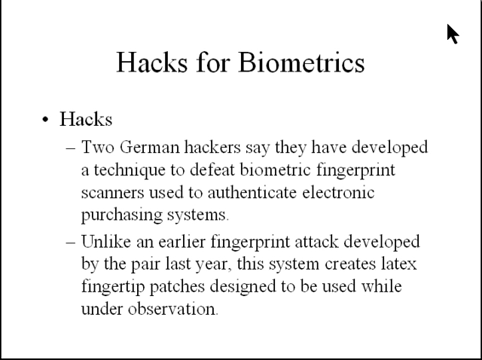 Hacks for Biometrics
• Hacks
– Two German hackers say they have developed
a technique to defeat biometric fingerprint
scanners used to authenticate electronic
purchasing systems.
– Unlike an earlier fingerprint attack developed
by the pair last year, this system creates latex
fingertip patches designed to be used while
under observation.